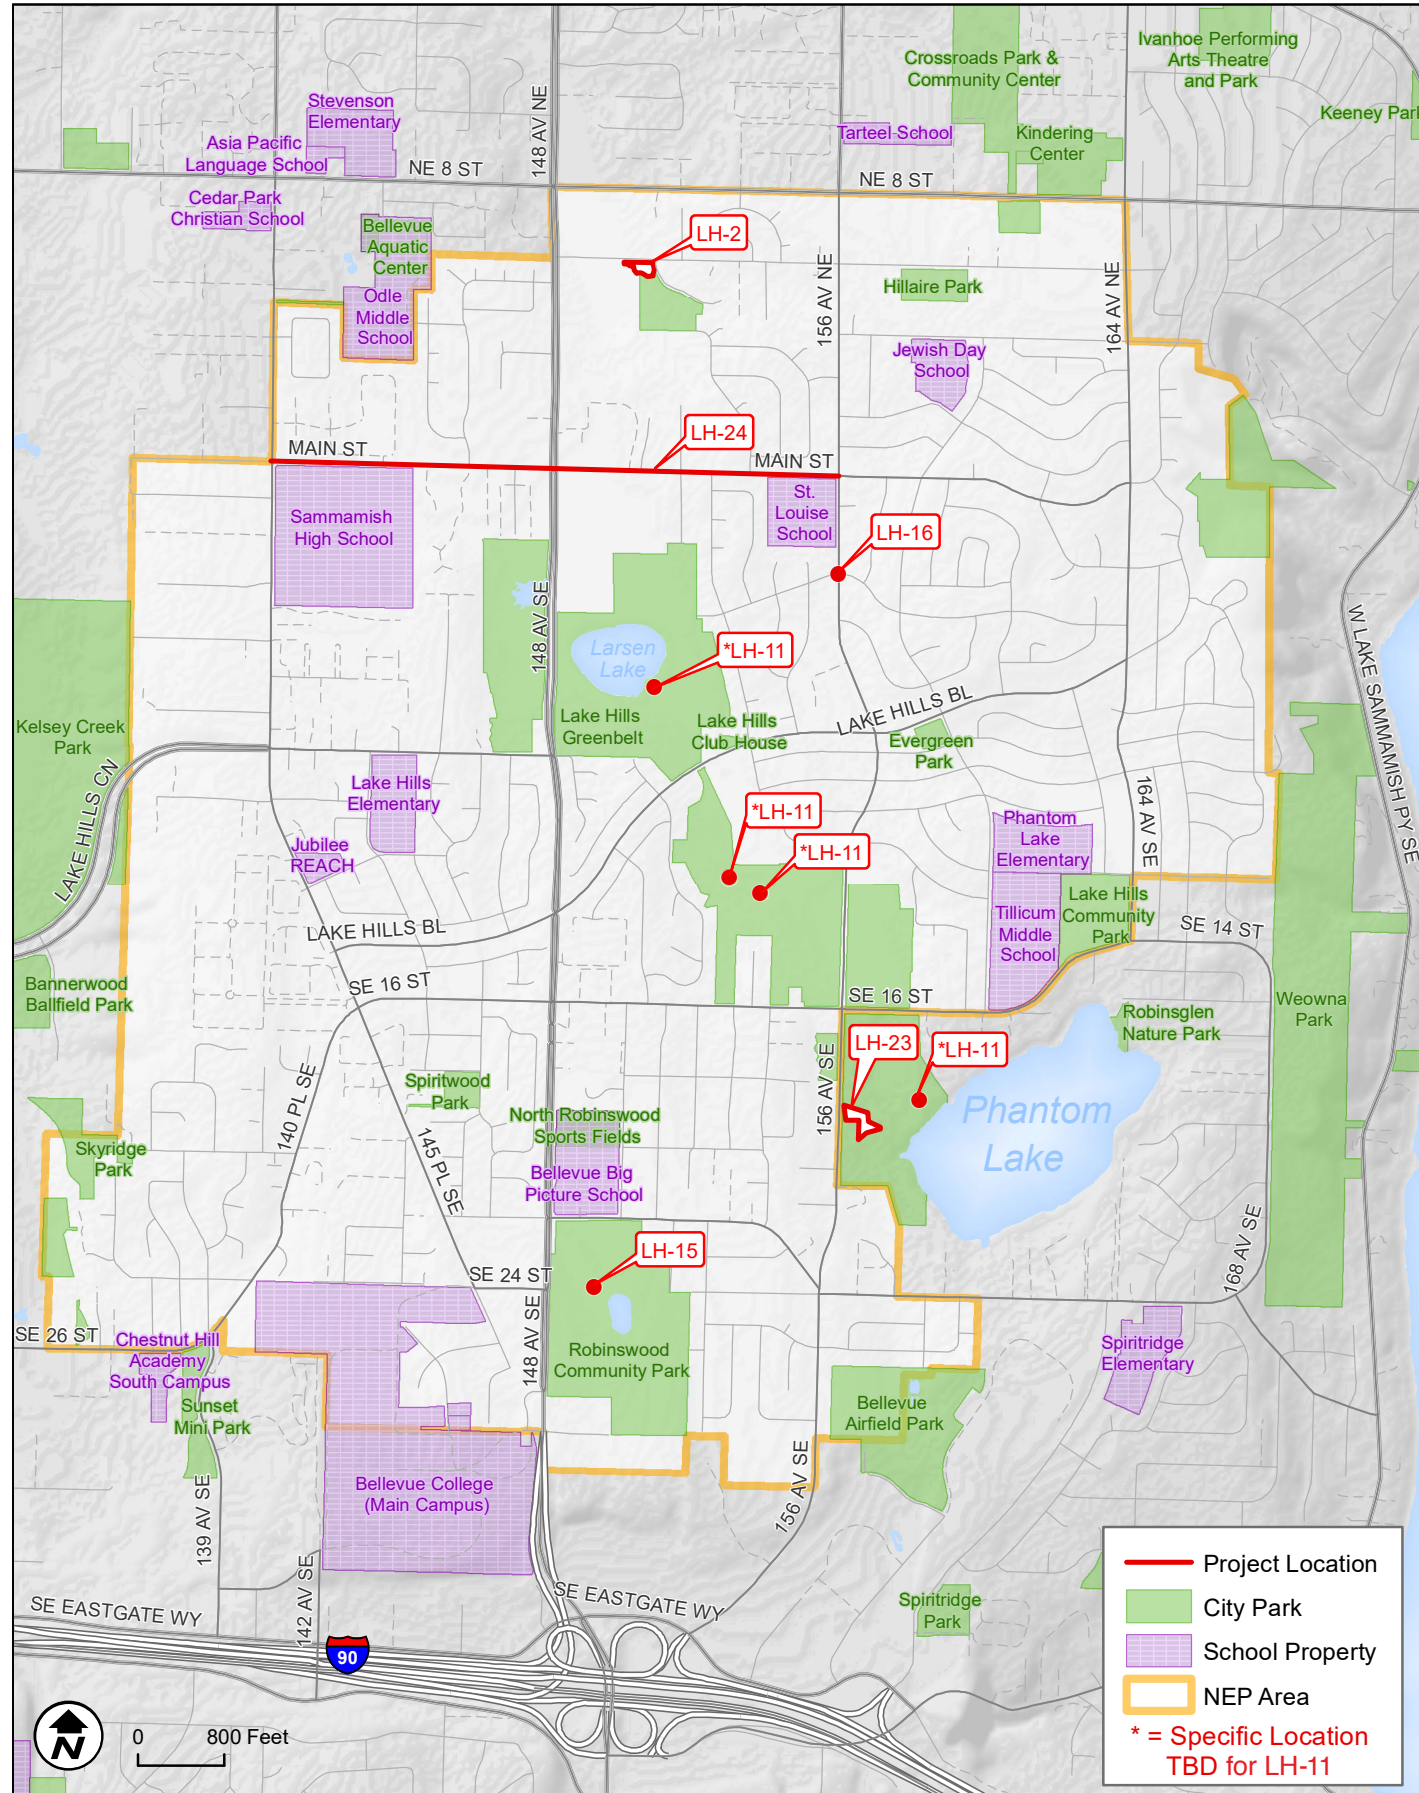 Crossroads Park &
Community Center
Ivanhoe Performing
Arts Theatre
and Park
Keeney Park
Stevenson
Elementary
Asia Pacific
Language School
148 AV NE
Tarteel School
Kindering
Center
NE 8 ST
NE 8 ST
Cedar Park
Christian School
Bellevue
Aquatic
Center
LH-2
Odle
Middle
School
156 AV NE
Hillaire Park
164 AV NE
Jewish Day
School
MAIN ST
LH-24
MAIN ST
Sammamish
High School
St.
Louise
School
LH-16
148 AV SE
Larsen
Lake
*LH-11
W LAKE SAMMAMISH PY SE
Kelsey Creek
Park
Lake Hills
Greenbelt
Lake Hills
Club House
LAKE HILLS BL
Evergreen
Park
LAKE HILLS CN
Lake Hills
Elementary
*LH-11
164 AV SE
Jubilee
REACH
*LH-11
Phantom
Lake
Elementary
LAKE HILLS BL
Tillicum
Middle
School
Lake Hills
Community
Park
SE 14 ST
Bannerwood
Ballfield Park
SE 16 ST
SE 16 ST
Weowna
Park
Robinsglen
Nature Park
LH-23
*LH-11
156 AV SE
Phantom
Lake
140 PL SE
Spiritwood
Park
145 PL SE
North Robinswood
Sports Fields
Skyridge
Park
Bellevue Big
Picture School
LH-15
168 AV SE
SE 24 ST
148 AV SE
SE 26 ST
Chestnut Hill
Academy
South Campus
Robinswood
Community Park
Spiritridge
Elementary
Sunset
Mini Park
Bellevue
Airfield Park
Bellevue College
(Main Campus)
156 AV SE
139 AV SE
142 AV SE
SE EASTGATE WY
SE EASTGATE WY
Spiritridge
Park
90
N
0 800 Feet
Project Location
City Park
School Property
NEP Area
* = Specific Location
TBD for LH-11